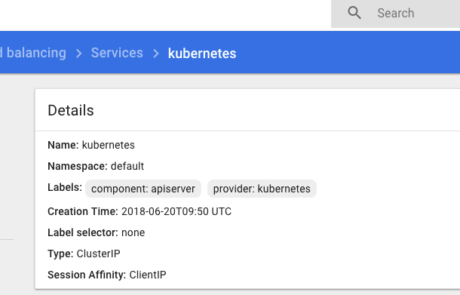 Search
d balancing > Services > kubernetes
Details
Name: kubernetes
Namespace: default
Labels: component: apiserver provider: kubernetes
Creation Time: 2018-06-20T09:50 UTC
Label selector: none
Type: ClusterIP
Session Affinity: ClientIP